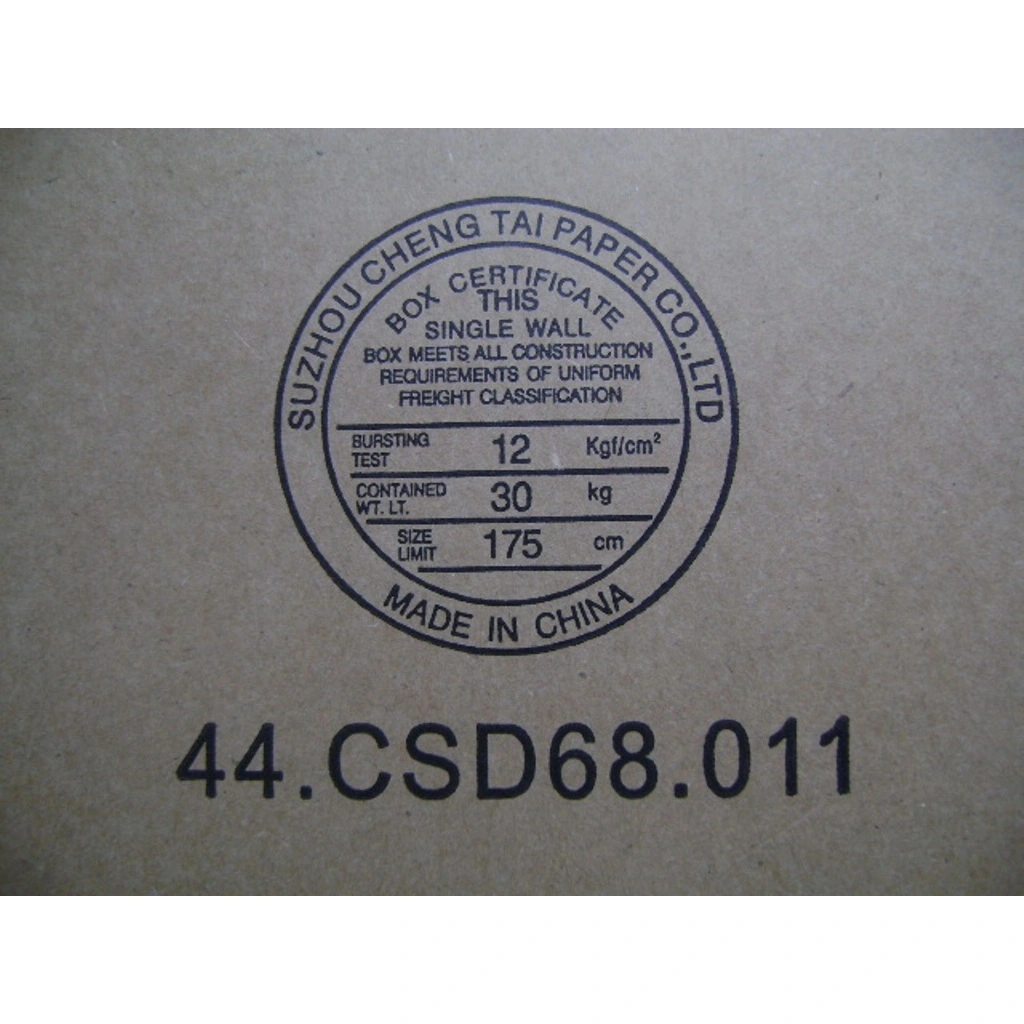 SUZHOU CHENG TAI PAPER CO.,LTD
BOX CERTIFICATE
THIS
SINGLE WALL
BOX MEETS ALL CONSTRUCTION
REQUIREMENTS OF UNIFORM
FREIGHT CLASSIFICATION
BURSTING TEST 12 Kgf/cm²
CONTAINED WT. LT. 30 kg
SIZE LIMIT 175 cm
MADE IN CHINA
44.CSD68.011